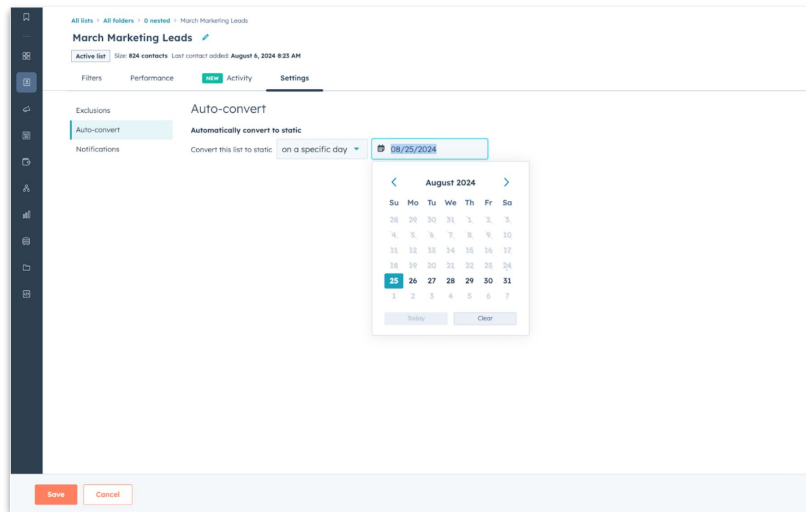 All lists > All folders > 0 nested > March Marketing Leads
March Marketing Leads
Active list Size: 824 contacts Last contact added: August 6, 2024 8:23 AM
Filters Performance NEW Activity Settings
Exclusions
Auto-convert
Notifications
Auto-convert
Automatically convert to static
Convert this list to static on a specific day 08/25/2024
August 2024
Su Mo Tu We Th Fr Sa
28 29 30 31 1 2 3
4 5 6 7 8 9 10
11 12 13 14 15 16 17
18 19 20 21 22 23 24
25 26 27 28 29 30 31
1 2 3 4 5 6 7
Today Clear
Save Cancel